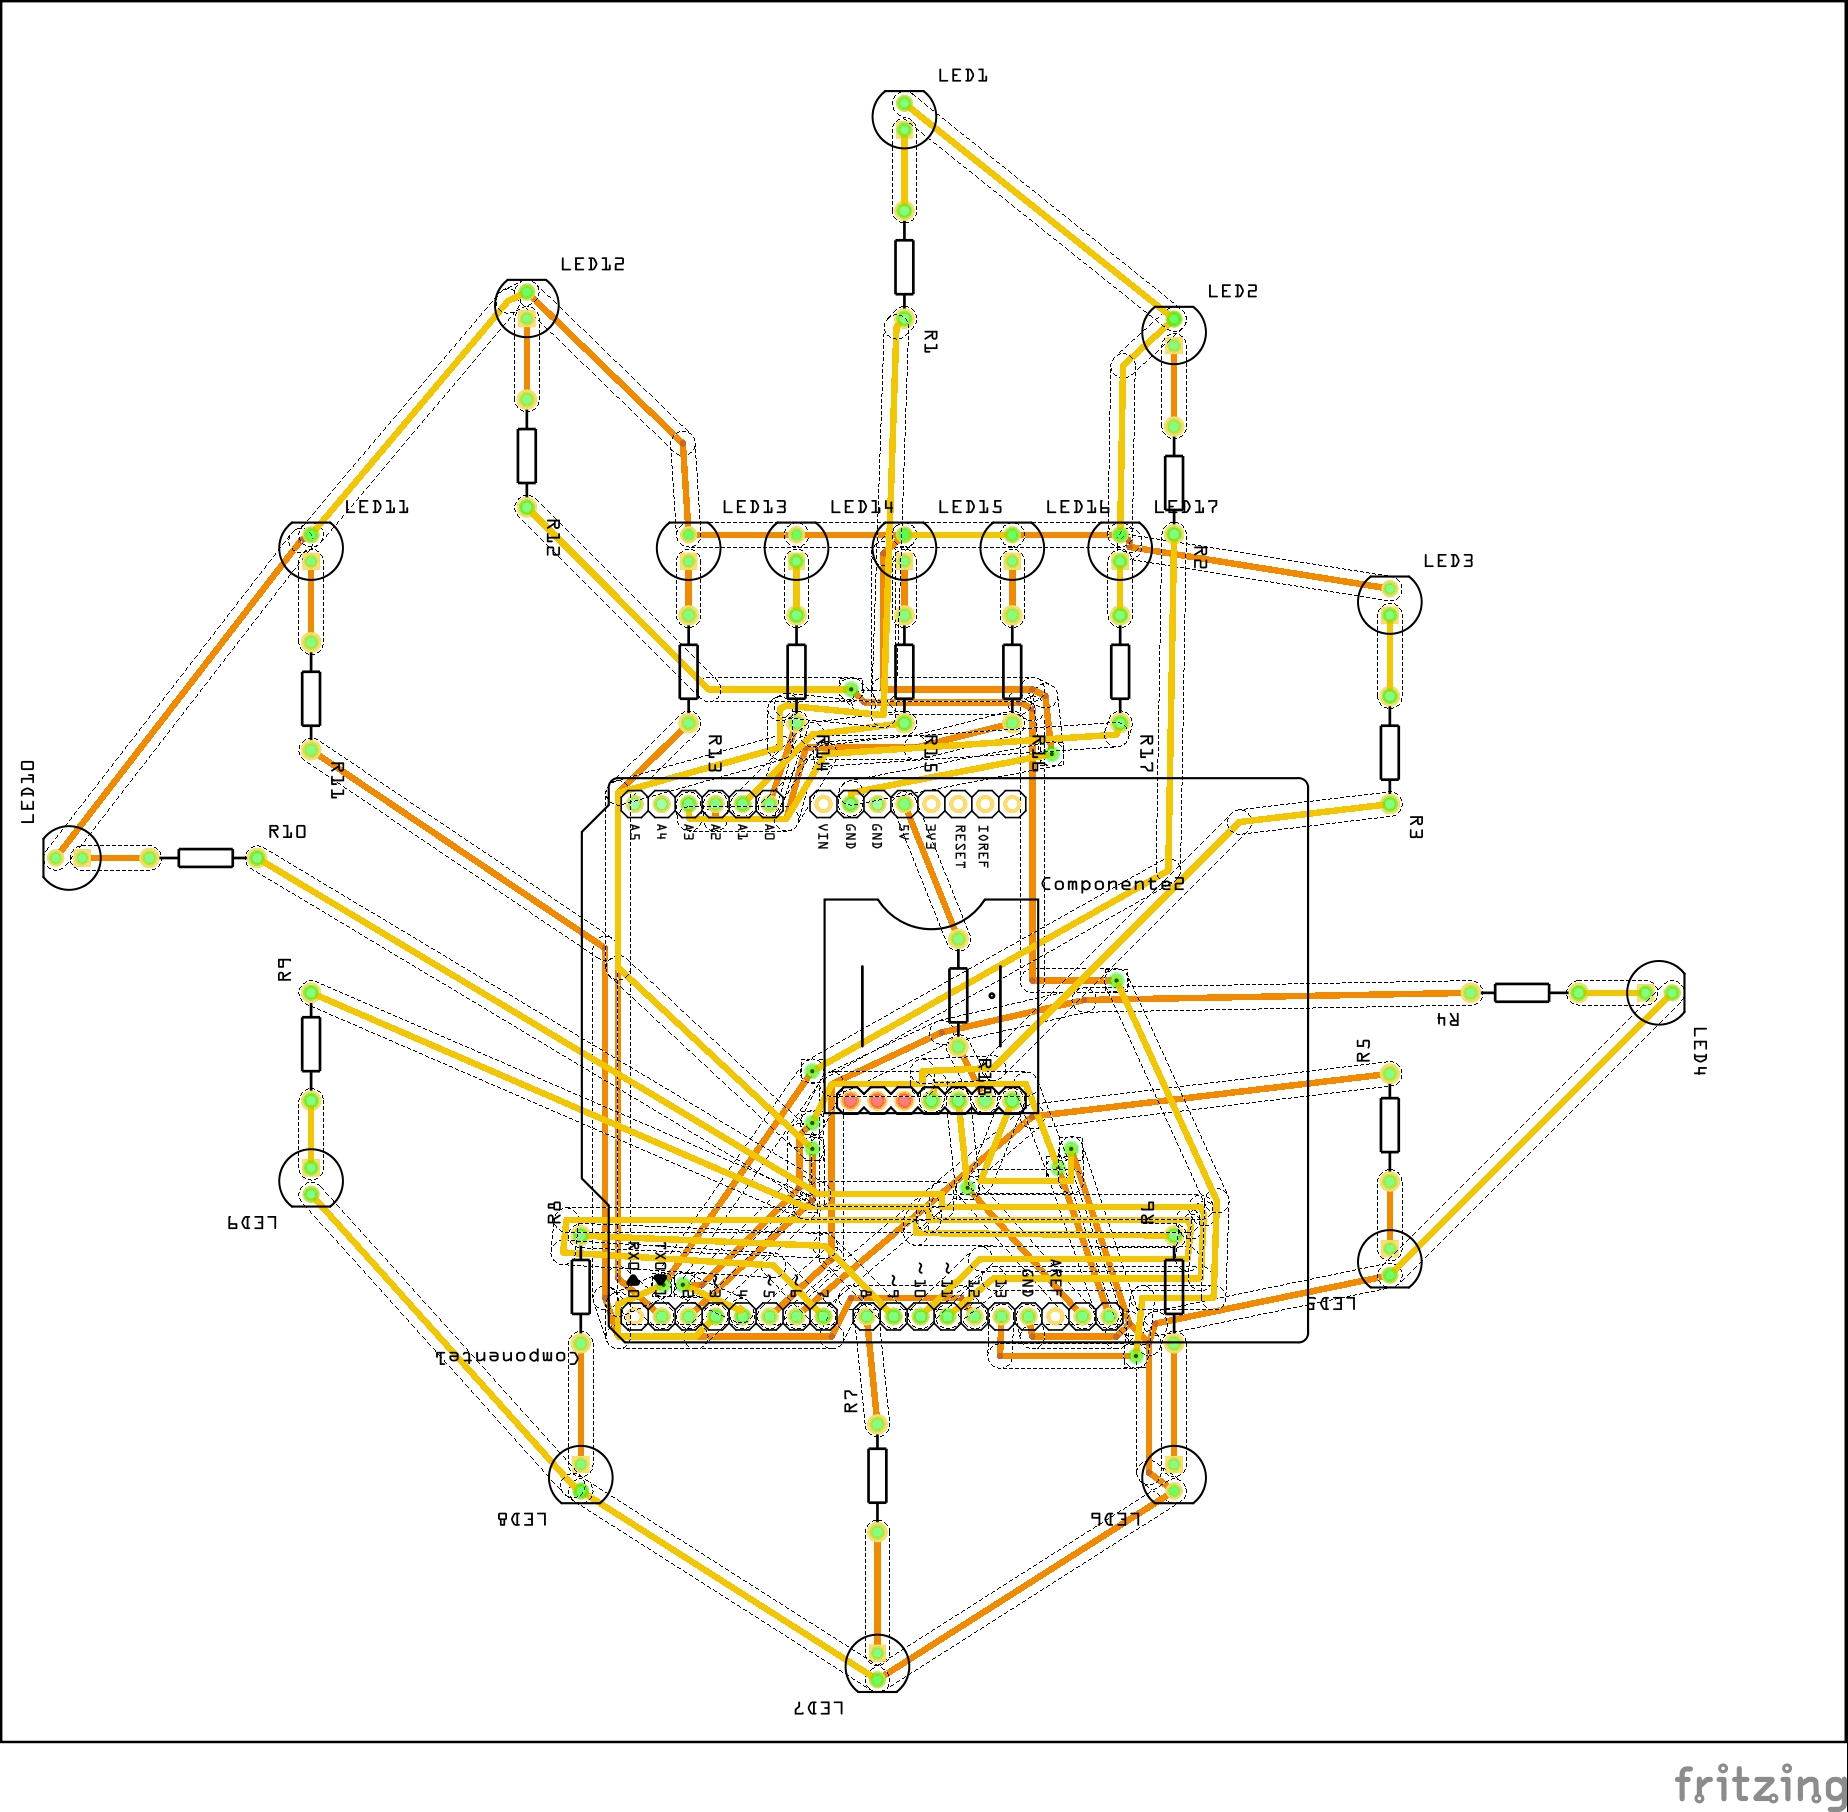 LED1
LED12
LED2
R1
LED11
LED13
LED14
LED15
LED16
LED17
R12
R2
LED3
R11
R13
R14
R15
R16
R17
LED10
R10
R3
A5
A4
A3
A2
A1
A0
VIN
GND
GND
5V
3V3
RESET
IOREF
Componente2
R9
R4
LED4
R5
R18
LED9
R8
R6
RX0
TX0
0
1
2
~3
4
~5
~6
7
8
~9
~10
~11
12
13
GND
AREF
LED5
Componente1
R7
LED8
LED6
LED7
fritzing